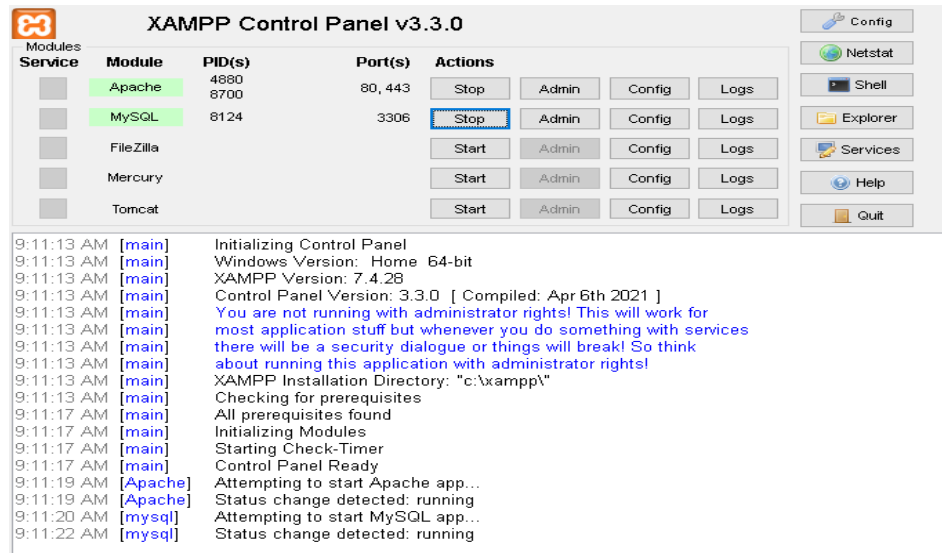 XAMPP Control Panel v3.3.0
Config
Modules
Service Module PID(s) Port(s) Actions
Netstat
Apache 4880 8700 80, 443 Stop Admin Config Logs
Shell
MySQL 8124 3306 Stop Admin Config Logs
Explorer
FileZilla Start Admin Config Logs
Services
Mercury Start Admin Config Logs
Help
Tomcat Start Admin Config Logs
Quit
9:11:13 AM [main] Initializing Control Panel
9:11:13 AM [main] Windows Version: Home 64-bit
9:11:13 AM [main] XAMPP Version: 7.4.28
9:11:13 AM [main] Control Panel Version: 3.3.0 [ Compiled: Apr 6th 2021 ]
9:11:13 AM [main] You are not running with administrator rights! This will work for
9:11:13 AM [main] most application stuff but whenever you do something with services
9:11:13 AM [main] there will be a security dialogue or things will break! So think
9:11:13 AM [main] about running this application with administrator rights!
9:11:13 AM [main] XAMPP Installation Directory: "c:\xampp\"
9:11:13 AM [main] Checking for prerequisites
9:11:17 AM [main] All prerequisites found
9:11:17 AM [main] Initializing Modules
9:11:17 AM [main] Starting Check-Timer
9:11:17 AM [main] Control Panel Ready
9:11:19 AM [Apache] Attempting to start Apache app...
9:11:19 AM [Apache] Status change detected: running
9:11:20 AM [mysql] Attempting to start MySQL app...
9:11:22 AM [mysql] Status change detected: running